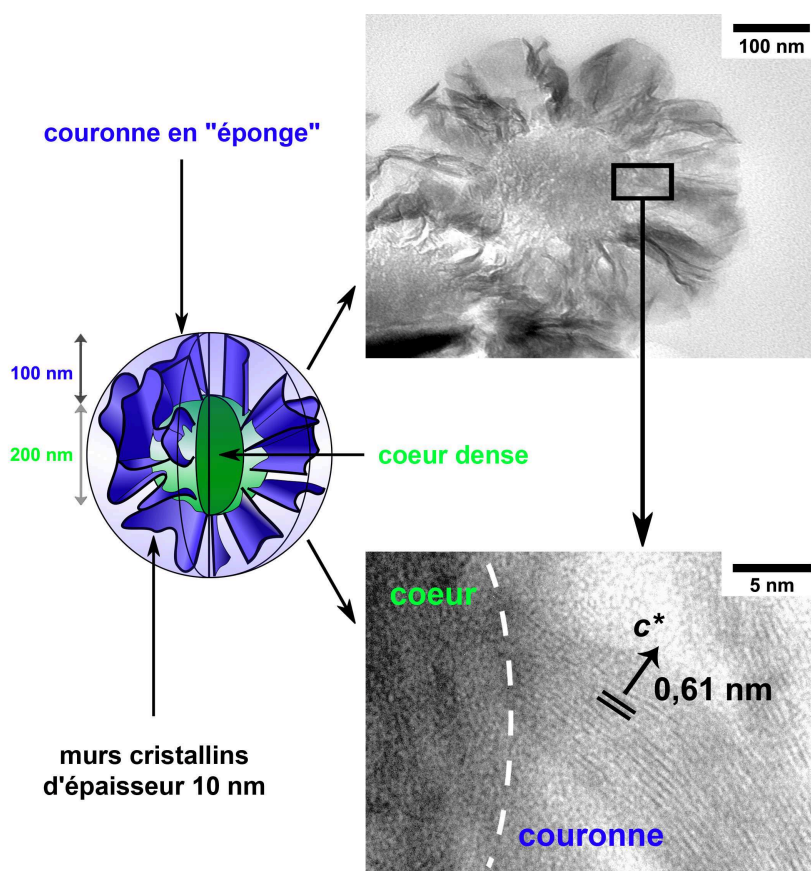 100 nm
couronne en "éponge"
100 nm
200 nm
coeur dense
5 nm
coeur
c*
0,61 nm
murs cristallins
d'épaisseur 10 nm
couronne